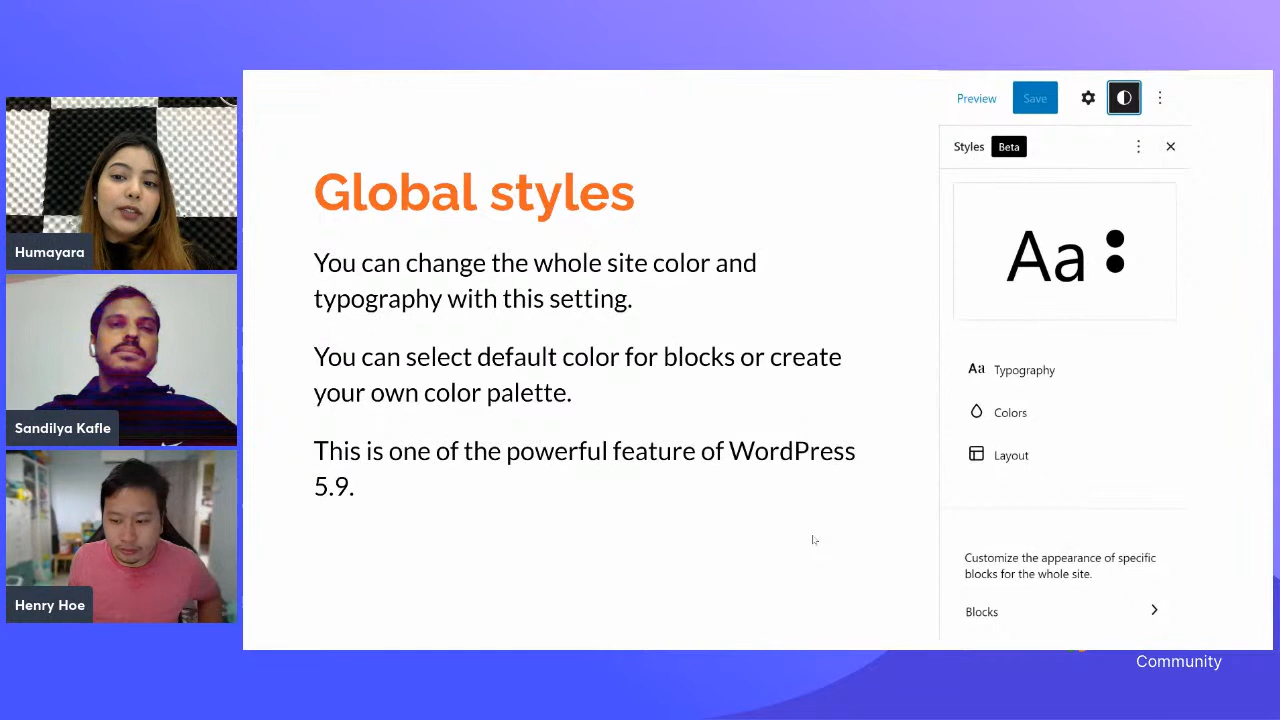 Humayara
Sandilya Kafle
Henry Hoe
Global styles
You can change the whole site color and
typography with this setting.
You can select default color for blocks or create
your own color palette.
This is one of the powerful feature of WordPress
5.9.
Preview Save
Styles Beta
Aa
Aa Typography
Colors
Layout
Customize the appearance of specific
blocks for the whole site.
Blocks
Community